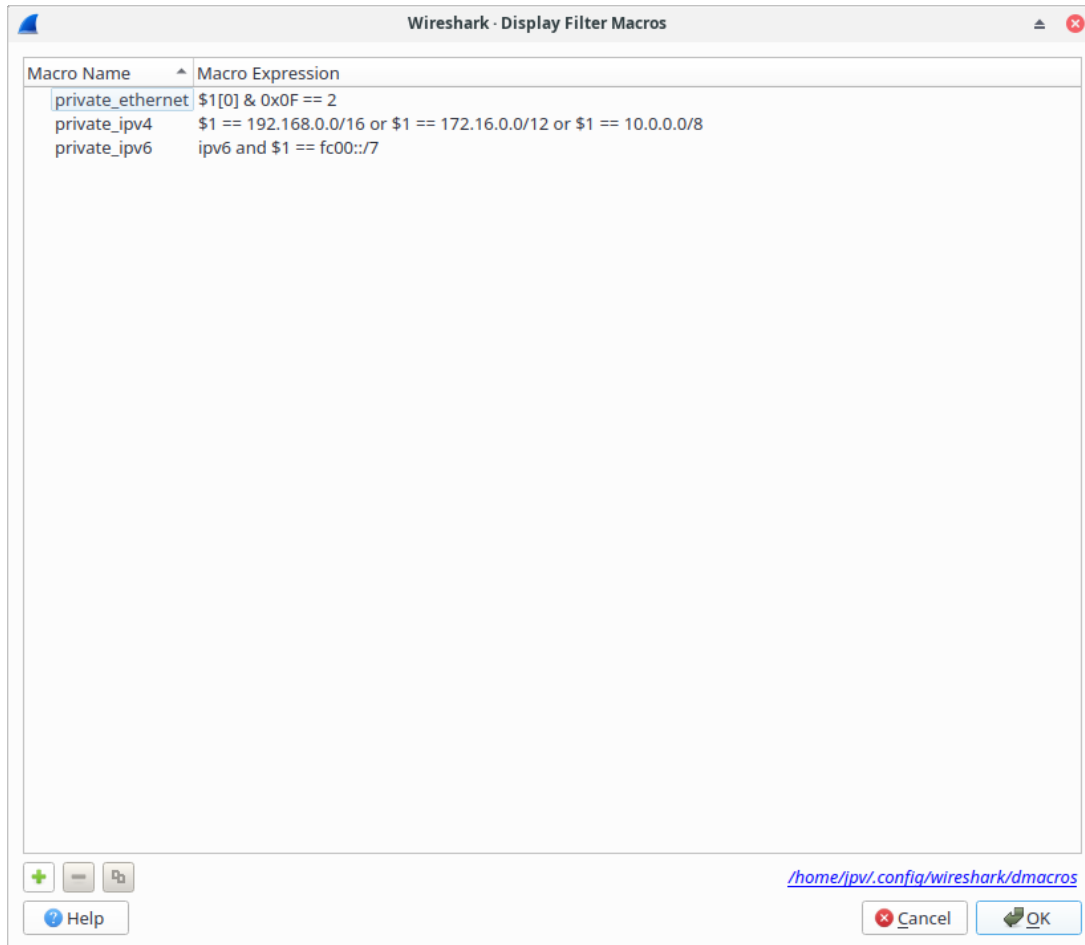 Wireshark · Display Filter Macros
Macro Name Macro Expression
private_ethernet $1[0] & 0x0F == 2
private_ipv4 $1 == 192.168.0.0/16 or $1 == 172.16.0.0/12 or $1 == 10.0.0.0/8
private_ipv6 ipv6 and $1 == fc00::/7
/home/jpv/.config/wireshark/dmacros
Help Cancel OK